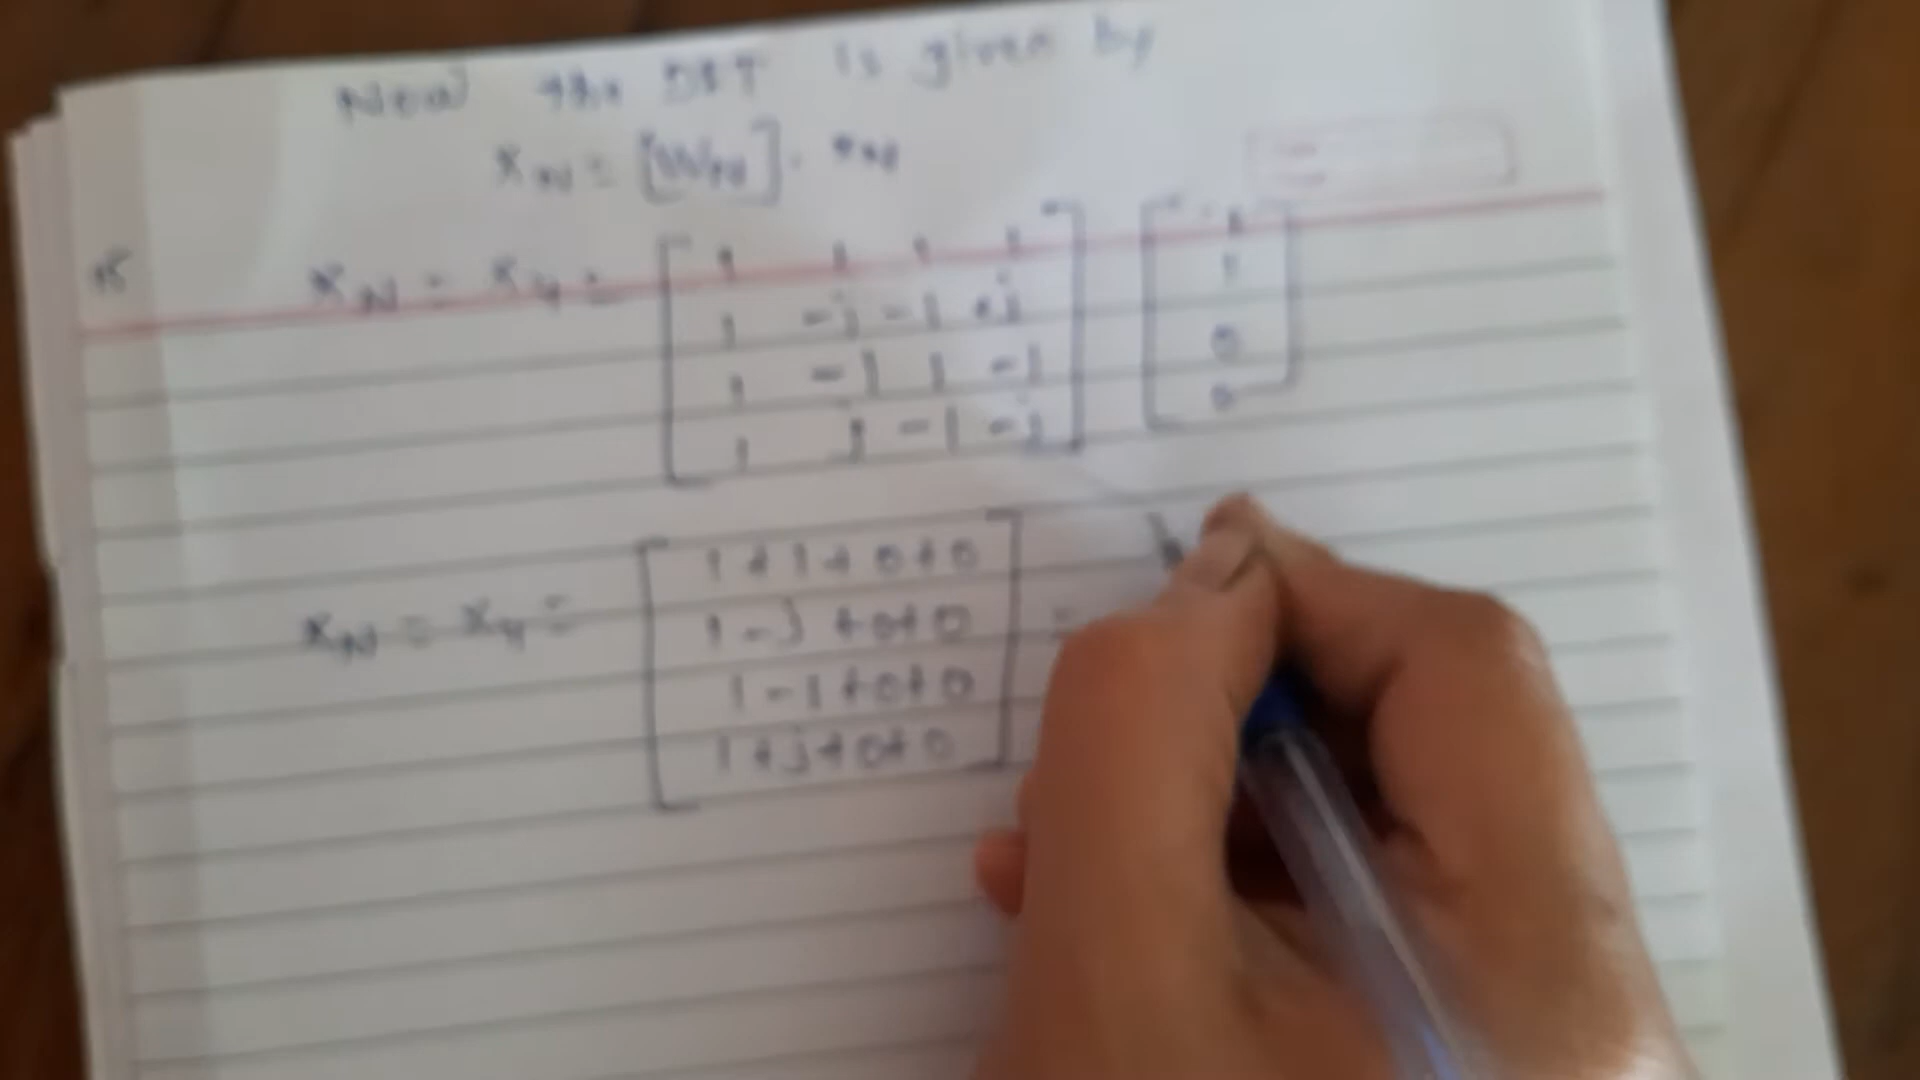 Now the DFT is given by
X_N = [W_N] . x_N
X_N = X_4 = [ 1 1 1 1 ] [ 1 ]
[ 1 -j -1 +j ] [ 1 ]
[ 1 -1 1 -1 ] [ 0 ]
[ 1 j -1 -j ] [ 0 ]
X_N = X_4 = [ 1 + 1 + 0 + 0 ] =
[ 1 - j + 0 + 0 ]
[ 1 - 1 + 0 + 0 ]
[ 1 + j + 0 + 0 ]